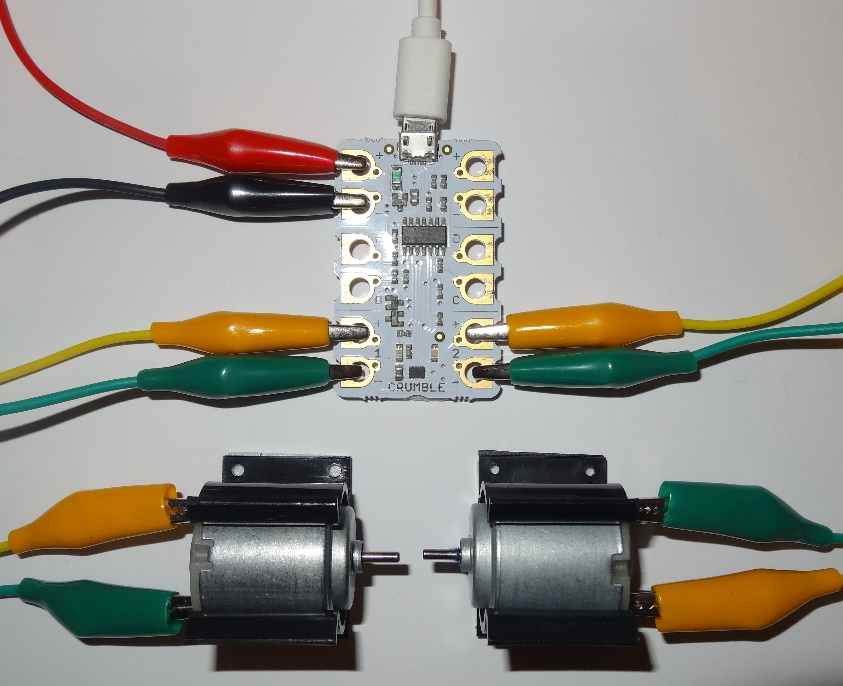 + +
- -
D
B C
+ +
1 2
- -
CRUMBLE